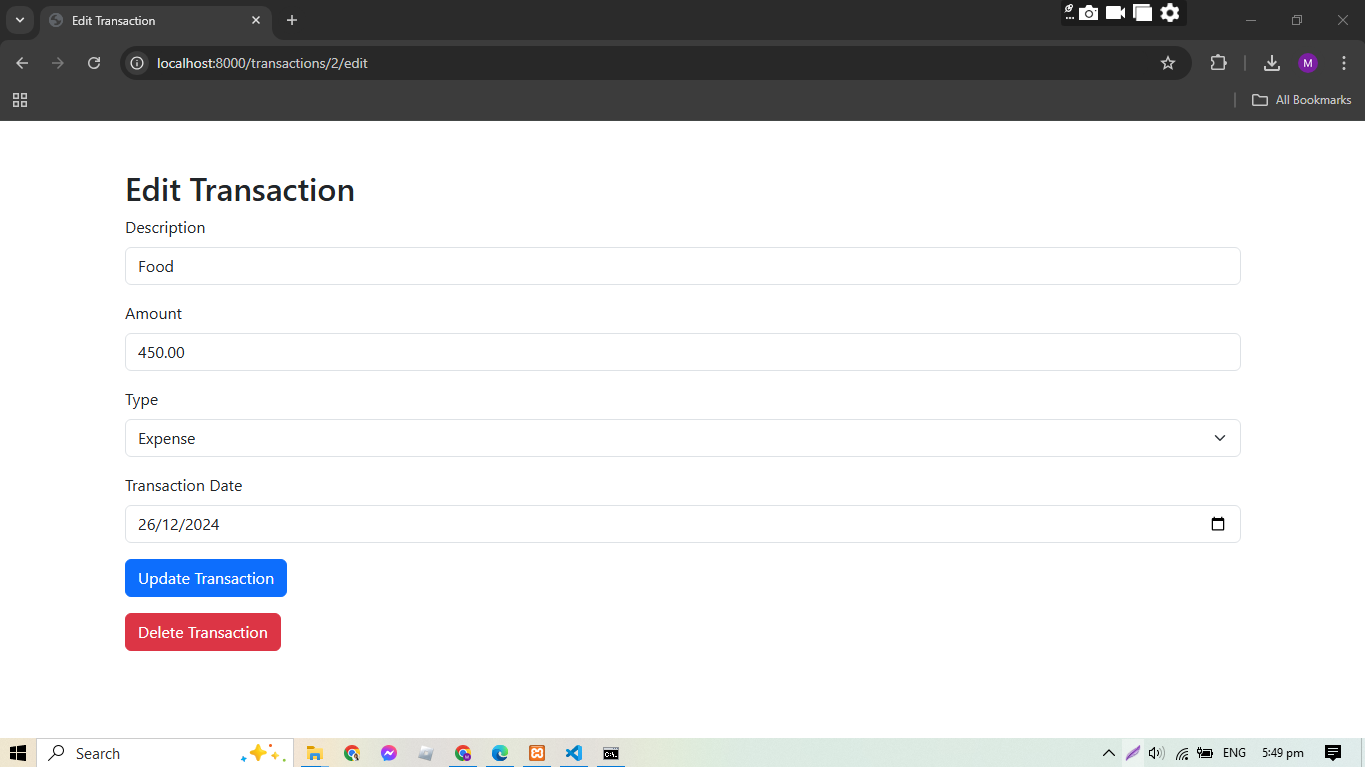 Edit Transaction
localhost:8000/transactions/2/edit
M
All Bookmarks
Edit Transaction
Description
Food
Amount
450.00
Type
Expense
Transaction Date
26/12/2024
Update Transaction
Delete Transaction
Search
ENG
5:49 pm